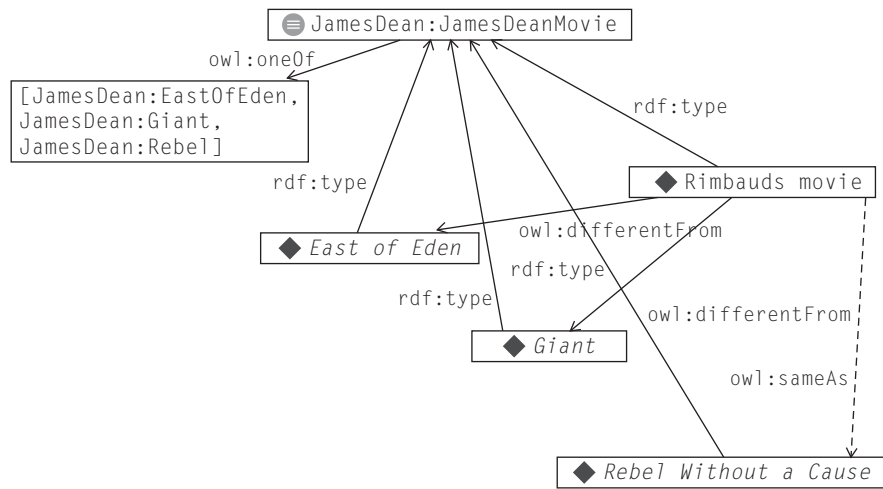 JamesDean:JamesDeanMovie
owl:oneOf
[JamesDean:EastOfEden,
JamesDean:Giant,
JamesDean:Rebel]
rdf:type
rdf:type
Rimbauds movie
owl:differentFrom
East of Eden
rdf:type
rdf:type
owl:differentFrom
Giant
owl:sameAs
Rebel Without a Cause